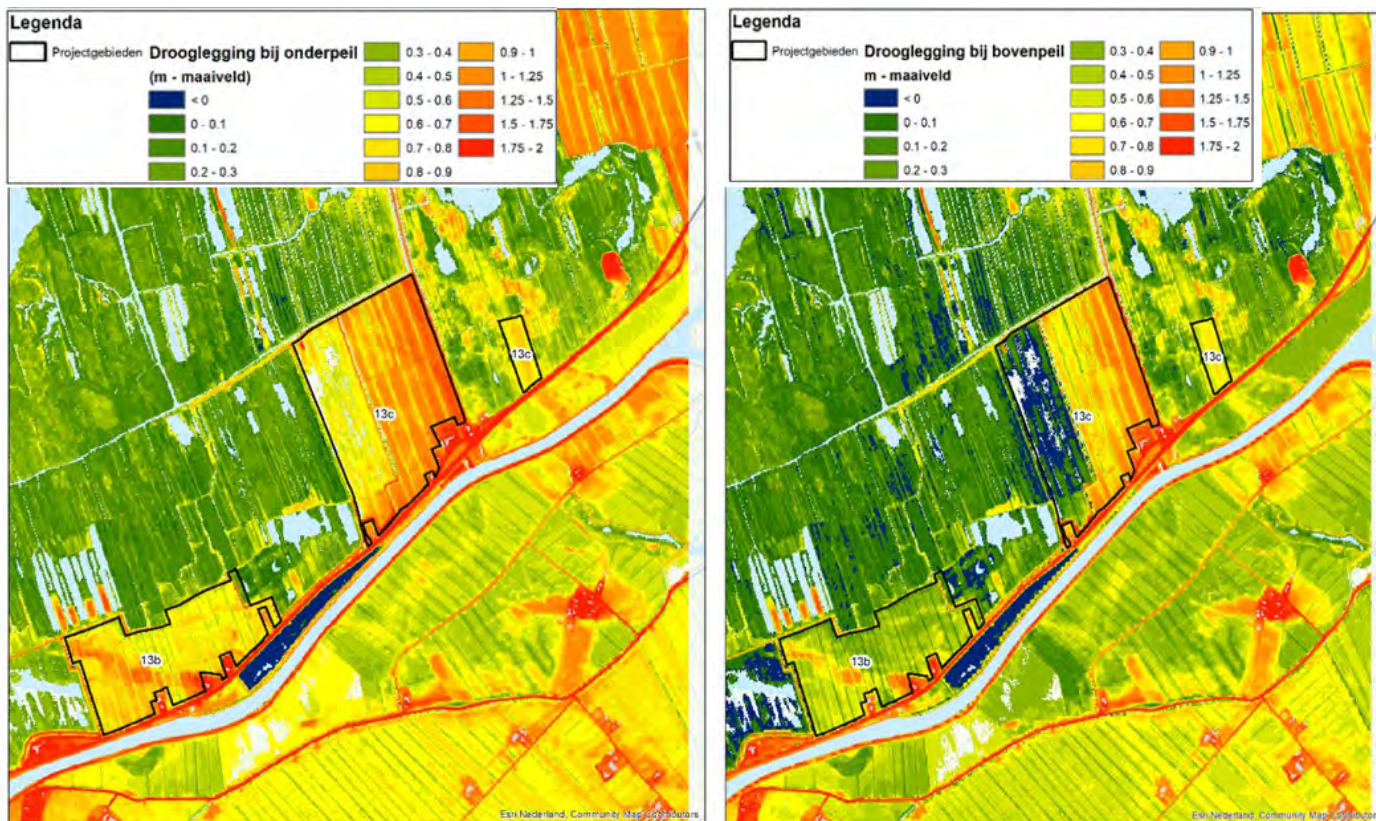 Legenda
Projectgebieden
Drooglegging bij onderpeil
(m - maaiveld)
< 0
0 - 0.1
0.1 - 0.2
0.2 - 0.3
0.3 - 0.4
0.4 - 0.5
0.5 - 0.6
0.6 - 0.7
0.7 - 0.8
0.8 - 0.9
0.9 - 1
1 - 1.25
1.25 - 1.5
1.5 - 1.75
1.75 - 2
13c
13c
13b
Esri Nederland, Community Map Contributors
Legenda
Projectgebieden
Drooglegging bij bovenpeil
m - maaiveld
< 0
0 - 0.1
0.1 - 0.2
0.2 - 0.3
0.3 - 0.4
0.4 - 0.5
0.5 - 0.6
0.6 - 0.7
0.7 - 0.8
0.8 - 0.9
0.9 - 1
1 - 1.25
1.25 - 1.5
1.5 - 1.75
1.75 - 2
13c
13c
13b
Esri Nederland, Community Map Contributors